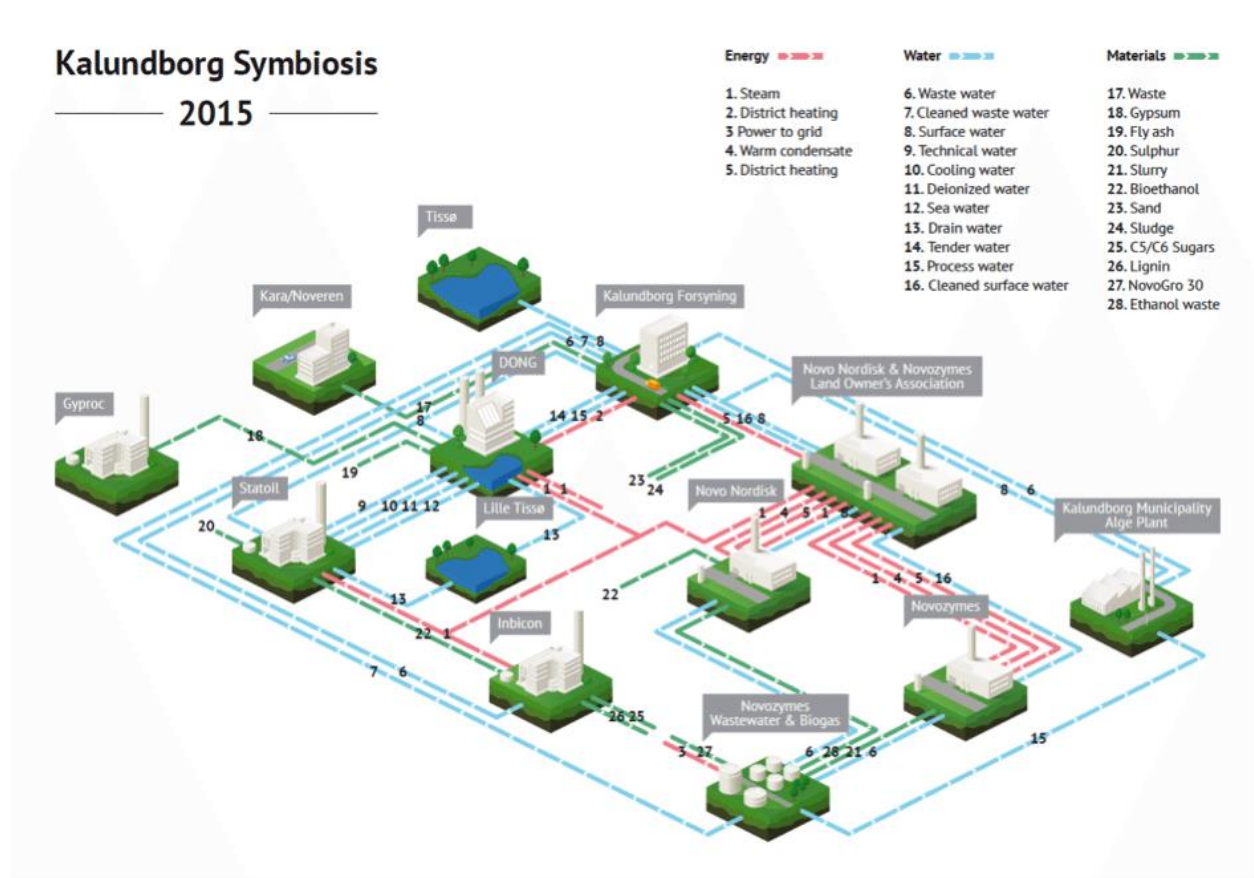 Kalundborg Symbiosis
2015
Energy
1. Steam
2. District heating
3 Power to grid
4. Warm condensate
5. District heating
Water
6. Waste water
7. Cleaned waste water
8. Surface water
9. Technical water
10. Cooling water
11. Deionized water
12. Sea water
13. Drain water
14. Tender water
15. Process water
16. Cleaned surface water
Materials
17. Waste
18. Gypsum
19. Fly ash
20. Sulphur
21. Slurry
22. Bioethanol
23. Sand
24. Sludge
25. C5/C6 Sugars
26. Lignin
27. NovoGro 30
28. Ethanol waste
Tissø
Kara/Noveren
Kalundborg Forsyning
6 7 8
DONG
Novo Nordisk & Novozymes
Land Owner's Association
Gyproc
17
8
14 15 2
5 16 8
18
19
23
24
Statoil
1 1
Novo Nordisk
8 6
9 10 11 12
Lille Tissø
1 4 5 1 8
Kalundborg Municipality
Alge Plant
20
13
13
22
1 4 5 16
Novozymes
Inbicon
22 1
7 6
26 25
Novozymes
Wastewater & Biogas
3 27
6 28 21 6
15